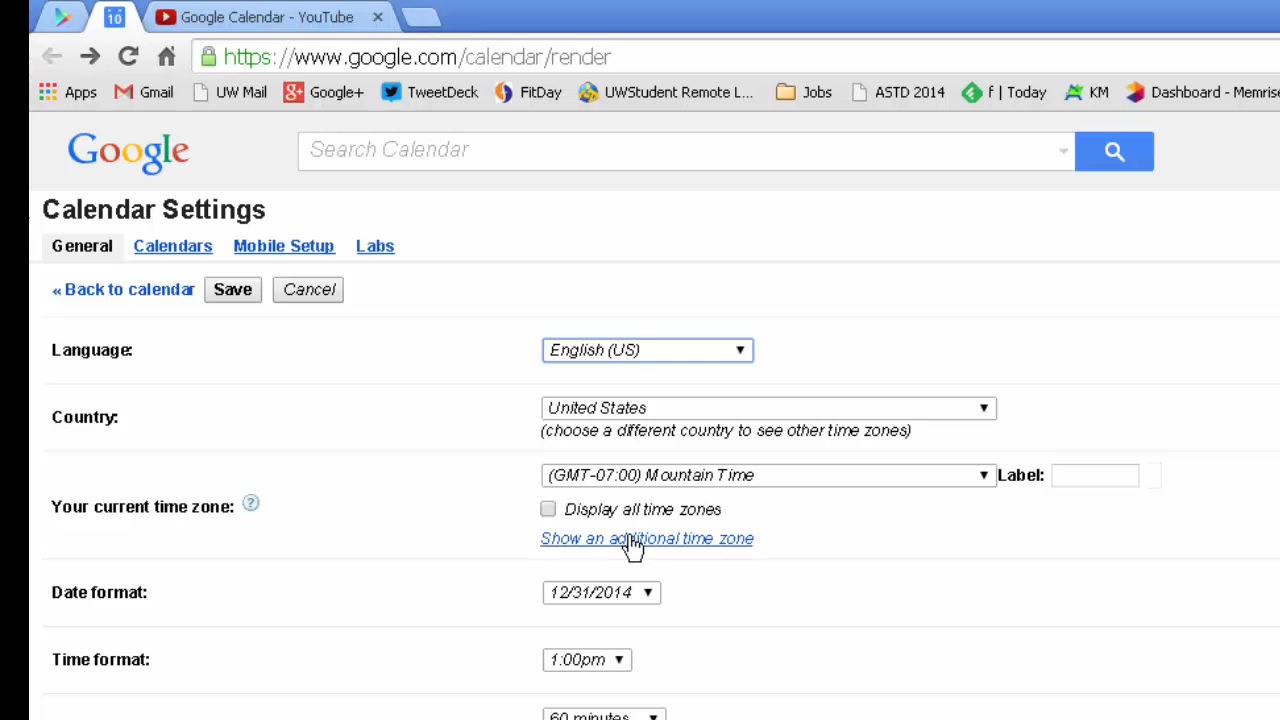 10 Google Calendar - YouTube
https://www.google.com/calendar/render
Apps Gmail UW Mail Google+ TweetDeck FitDay UWStudent Remote L... Jobs ASTD 2014 f | Today KM Dashboard - Memrise
Google Search Calendar
Calendar Settings
General Calendars Mobile Setup Labs
« Back to calendar Save Cancel
Language: English (US)
Country: United States
(choose a different country to see other time zones)
(GMT-07:00) Mountain Time Label:
Your current time zone: ?
Display all time zones
Show an additional time zone
Date format: 12/31/2014
Time format: 1:00pm
60 minutes